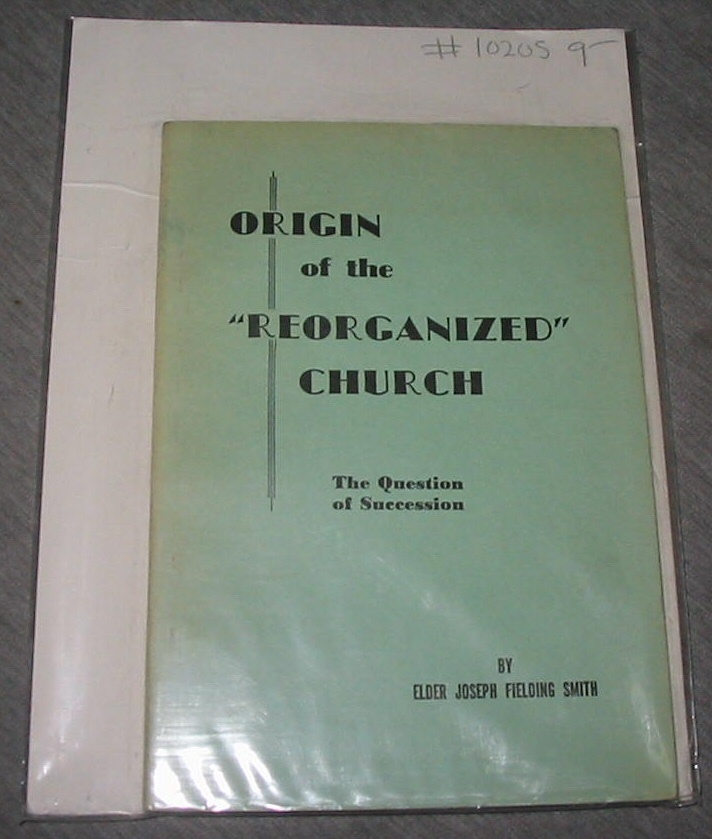 # 10205 9-
ORIGIN
of the
“REORGANIZED”
CHURCH
The Question
of Succession
BY
ELDER JOSEPH FIELDING SMITH